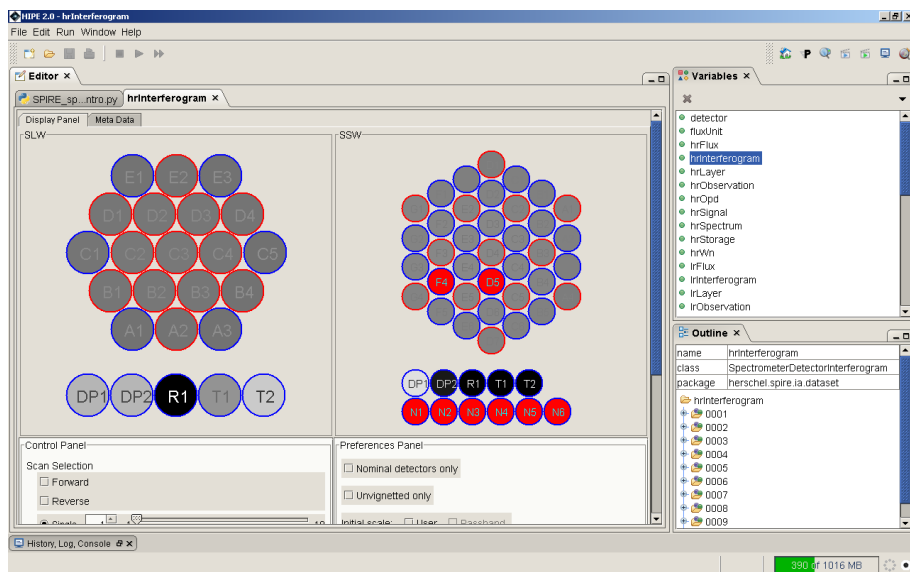 HIPE 2.0 - hrInterferogram
File Edit Run Window Help
Editor ×
SPIRE_sp...ntro.py hrInterferogram ×
Display Panel Meta Data
SLW
E1 E2 E3
D1 D2 D3 D4
C1 C2 C3 C4 C5
B1 B2 B3 B4
A1 A2 A3
DP1 DP2 R1 T1 T2
SSW
F4 D5
DP1 DP2 R1 T1 T2
N1 N2 N3 N4 N5 N6
Control Panel
Scan Selection
Forward
Reverse
Preferences Panel
Nominal detectors only
Unvignetted only
Initial scale: User Passband
Variables ×
detector
fluxUnit
hrFlux
hrInterferogram
hrLayer
hrObservation
hrOpd
hrSignal
hrSpectrum
hrStorage
hrWn
lrFlux
lrInterferogram
lrLayer
lrObservation
Outline ×
name hrInterferogram
class SpectrometerDetectorInterferogram
package herschel.spire.ia.dataset
hrInterferogram
0001
0002
0003
0004
0005
0006
0007
0008
0009
History, Log, Console
390 of 1016 MB